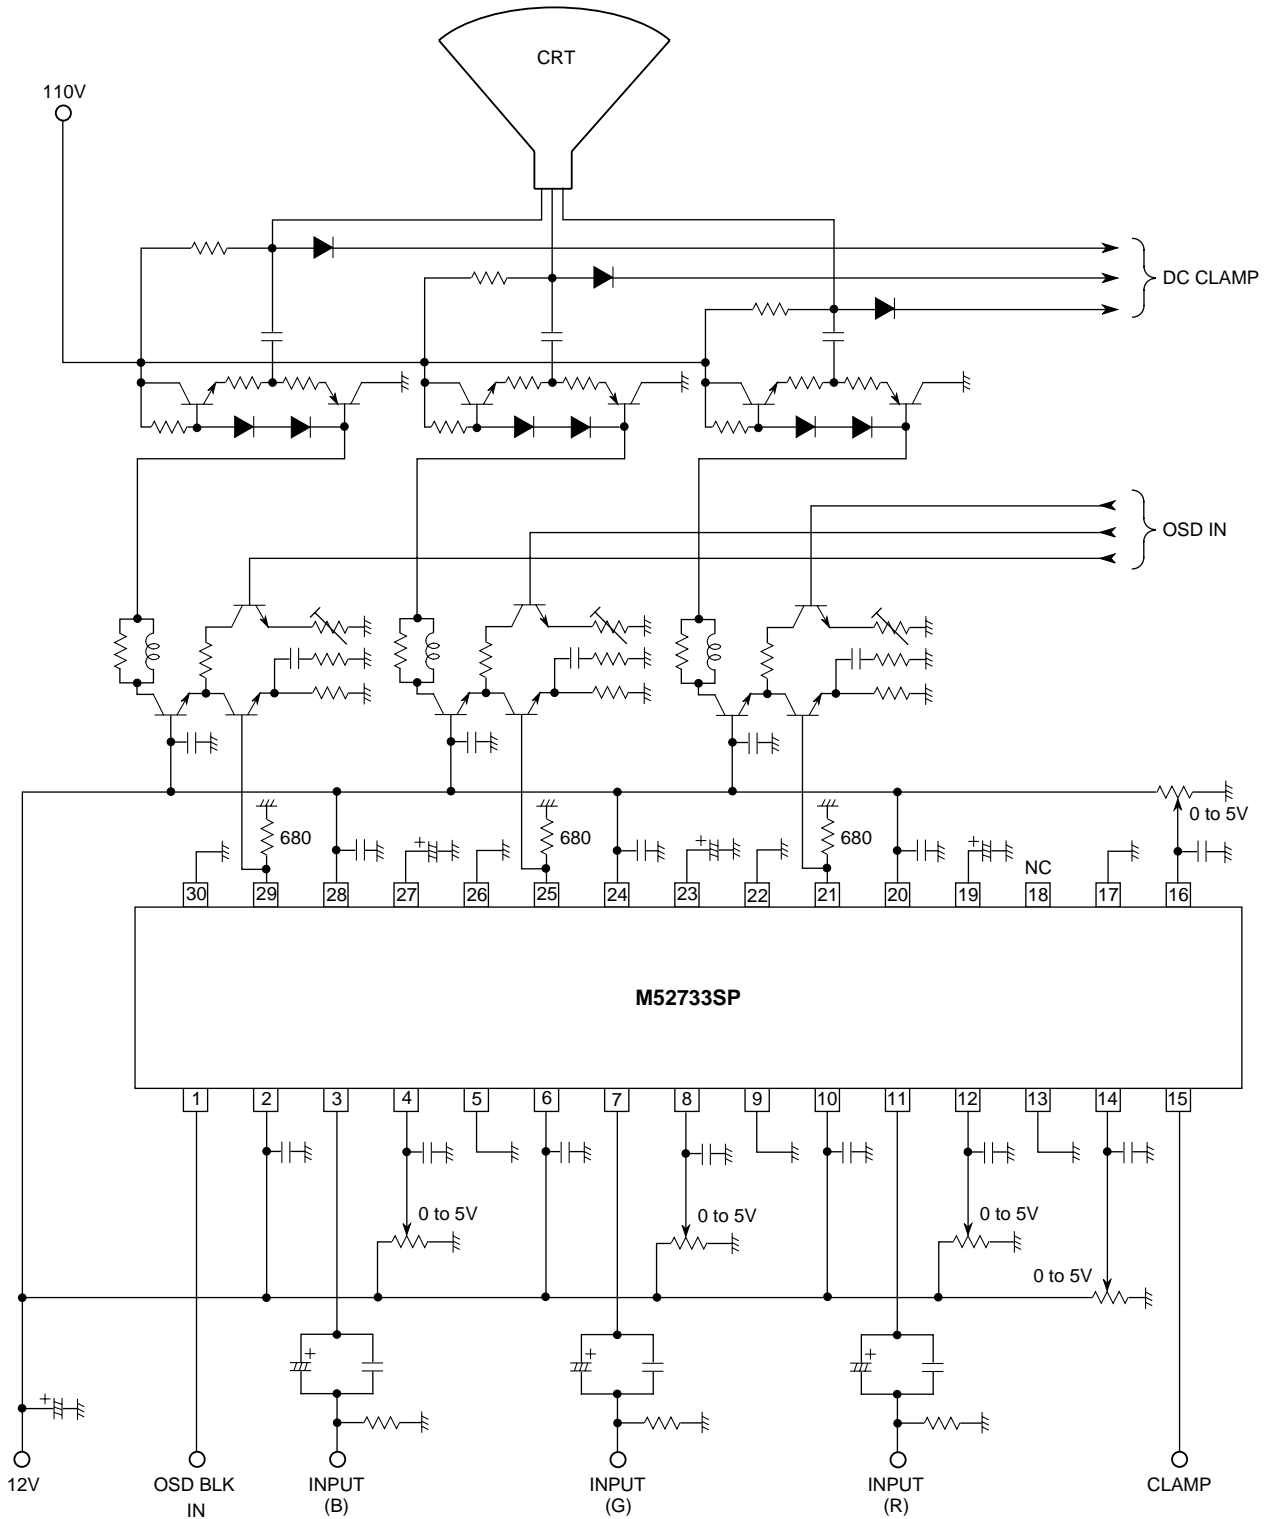 CRT
110V
DC CLAMP
OSD IN
0 to 5V
680
680
680
NC
30 29 28 27 26 25 24 23 22 21 20 19 18 17 16
M52733SP
1 2 3 4 5 6 7 8 9 10 11 12 13 14 15
0 to 5V
0 to 5V
0 to 5V
0 to 5V
12V
OSD BLK
IN
INPUT
(B)
INPUT
(G)
INPUT
(R)
CLAMP